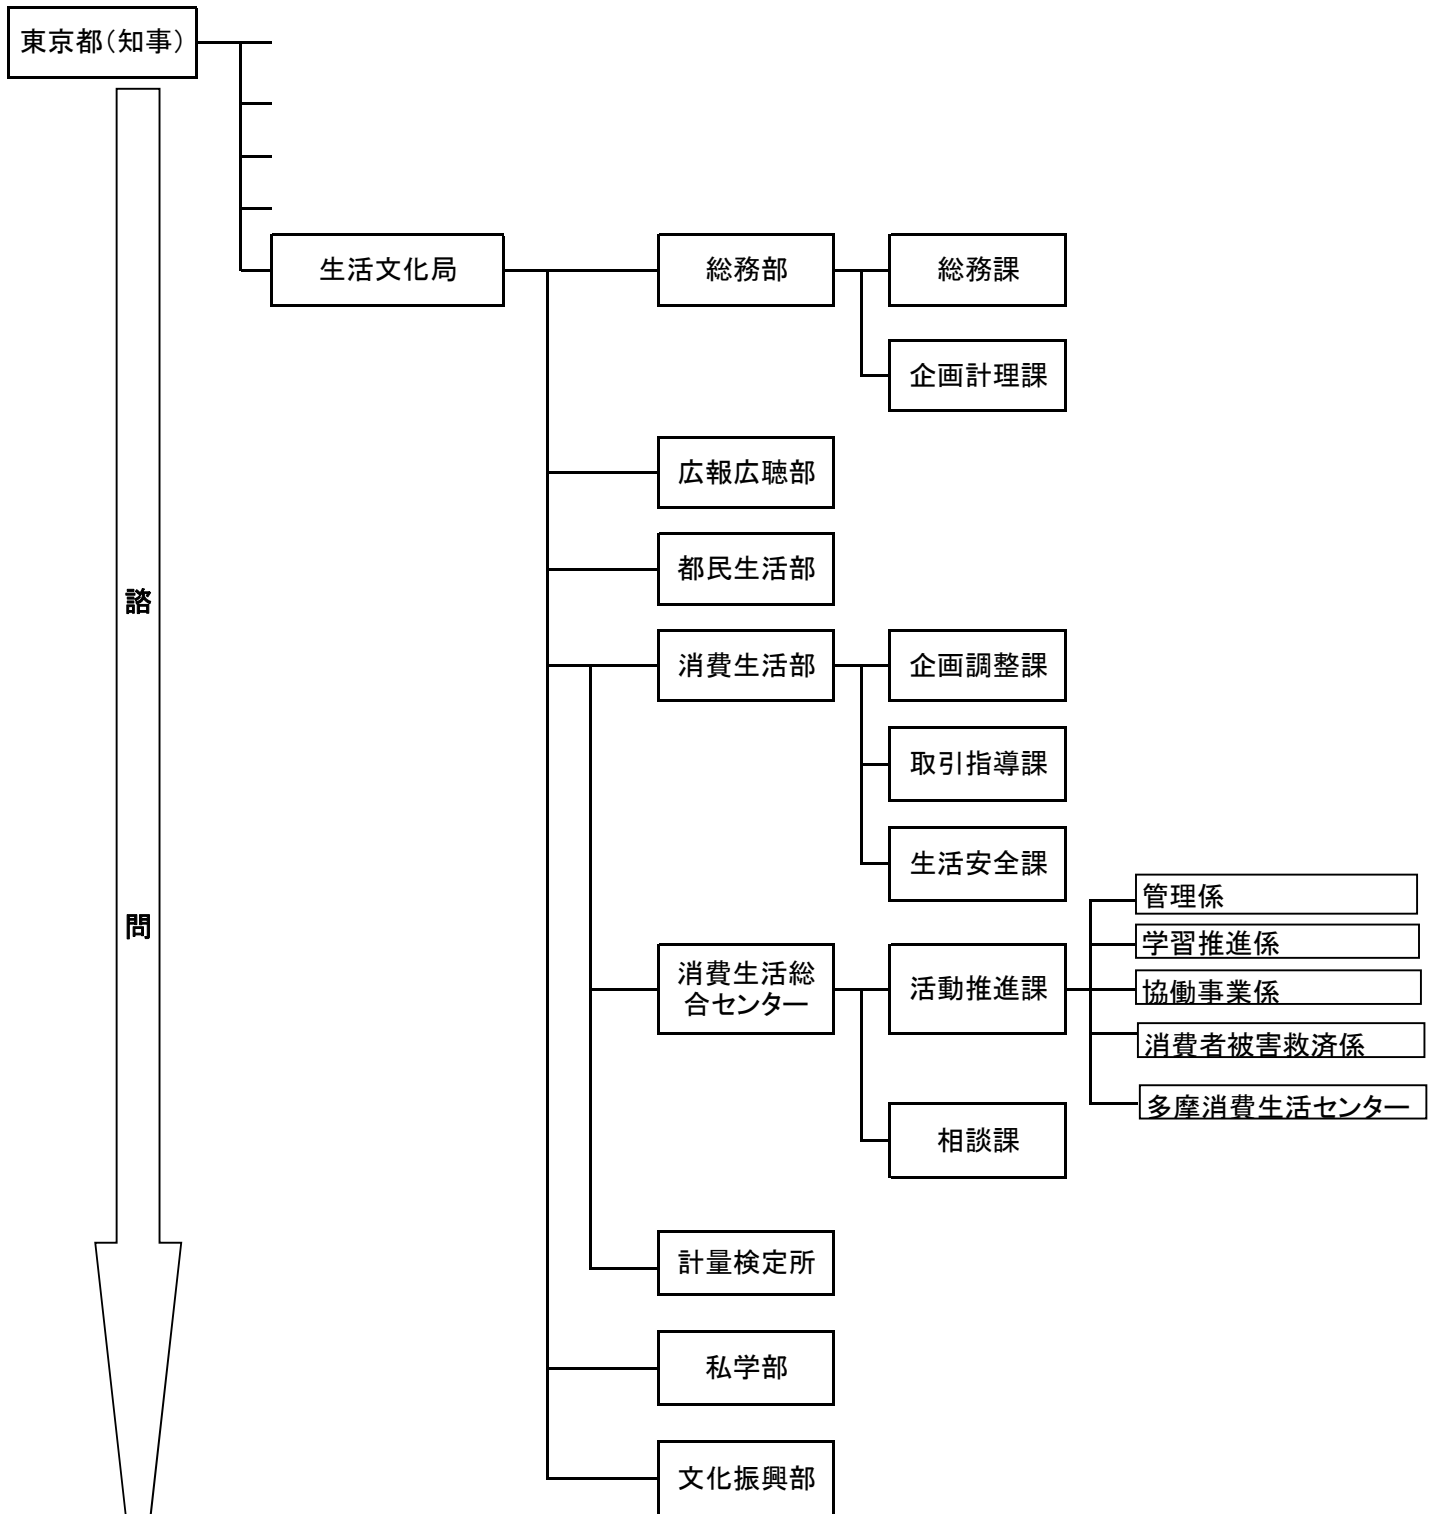 東京都（知事）
生活文化局
総務部
総務課
企画計理課
広報広聴部
都民生活部
諮
問
消費生活部
企画調整課
取引指導課
生活安全課
消費生活総
合センター
活動推進課
管理係
学習推進係
協働事業係
消費者被害救済係
多摩消費生活センター
相談課
計量検定所
私学部
文化振興部